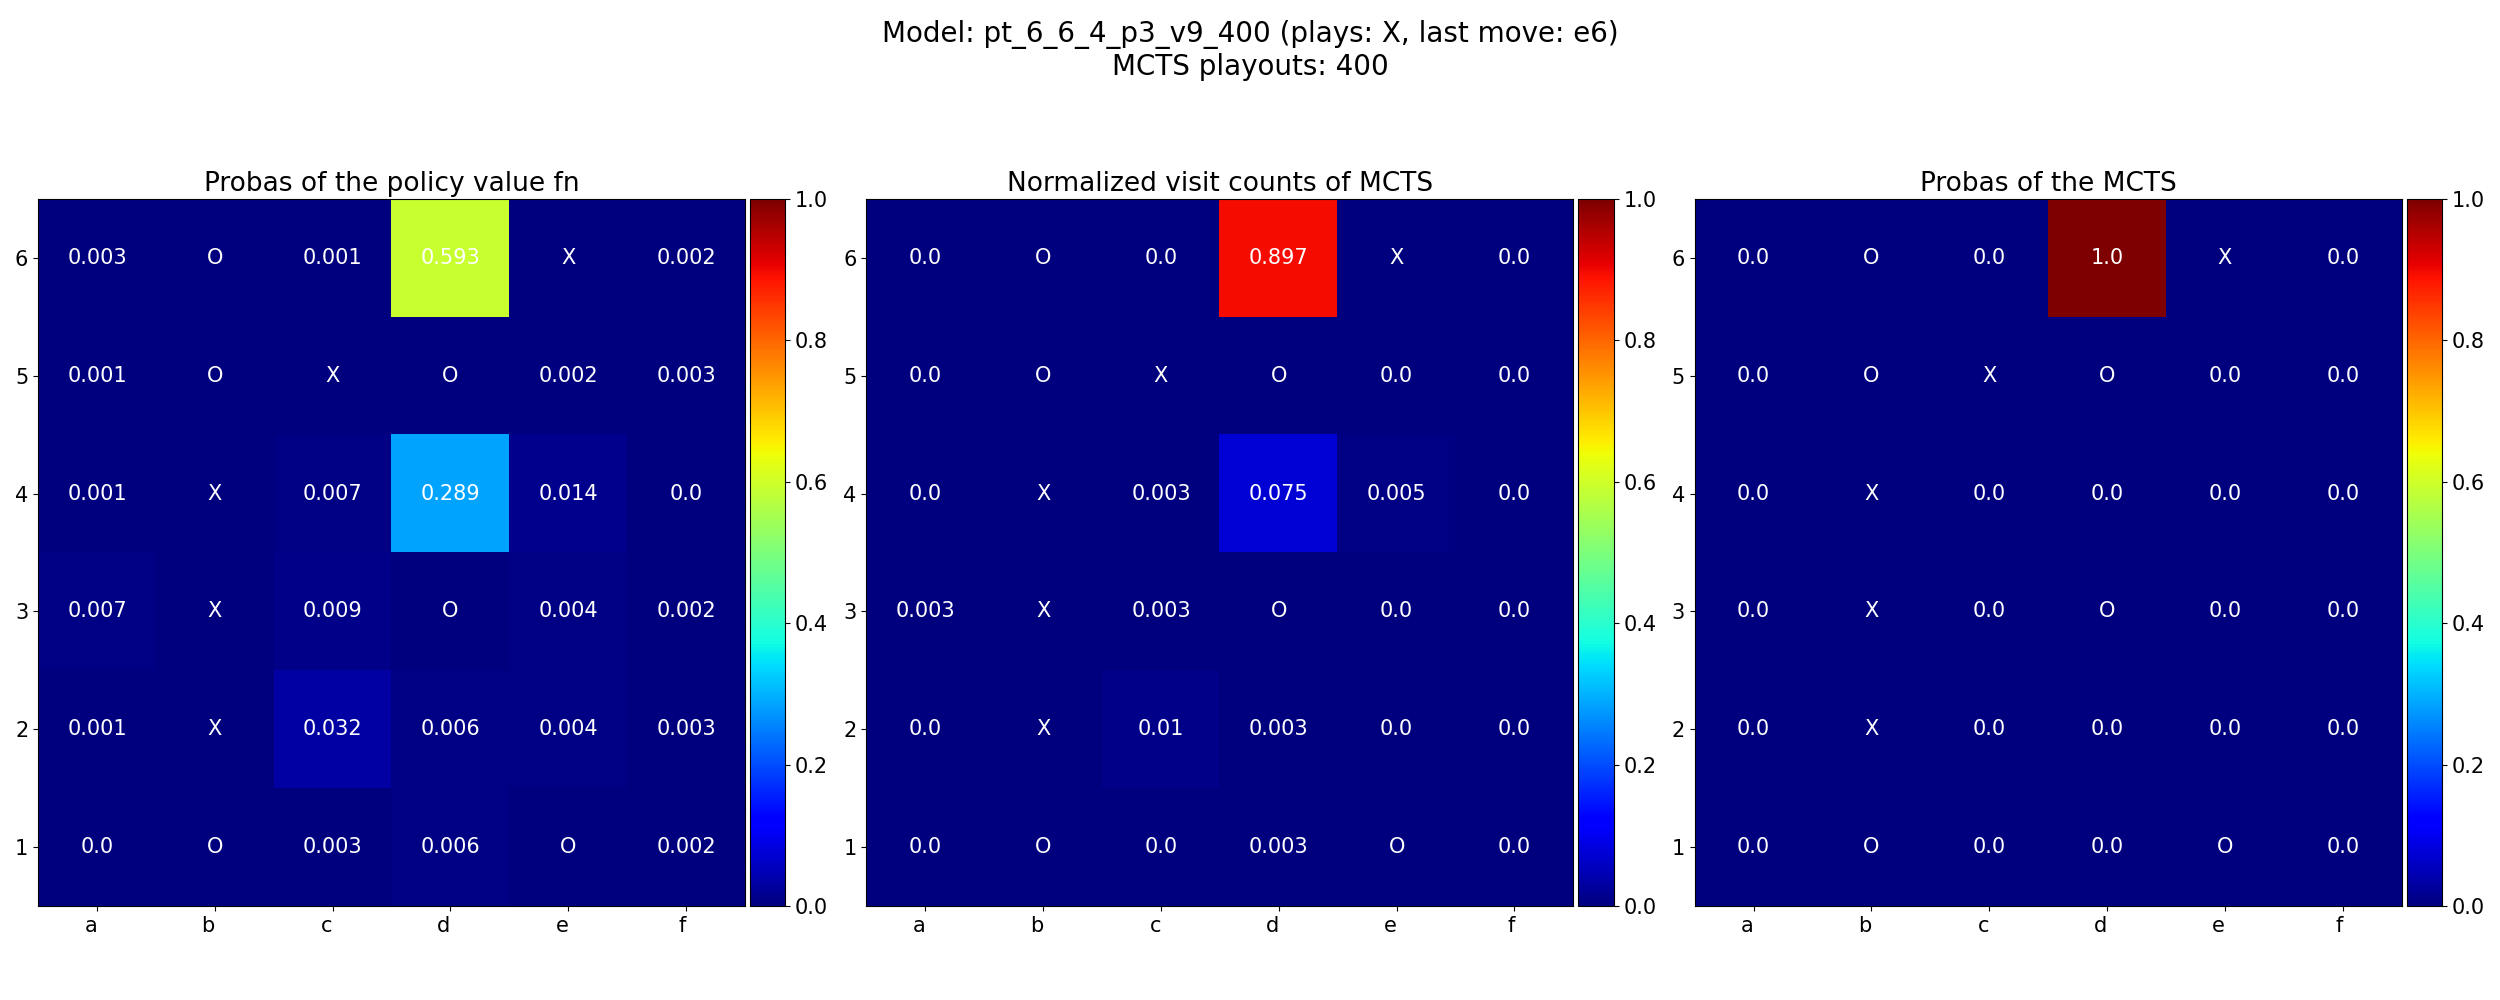 Model: pt_6_6_4_p3_v9_400 (plays: X, last move: e6)
MCTS playouts: 400
Probas of the policy value fn
6 0.003 O 0.001 0.593 X 0.002
5 0.001 O X O 0.002 0.003
4 0.001 X 0.007 0.289 0.014 0.0
3 0.007 X 0.009 O 0.004 0.002
2 0.001 X 0.032 0.006 0.004 0.003
1 0.0 O 0.003 0.006 O 0.002
a b c d e f
1.0
0.8
0.6
0.4
0.2
0.0
Normalized visit counts of MCTS
6 0.0 O 0.0 0.897 X 0.0
5 0.0 O X O 0.0 0.0
4 0.0 X 0.003 0.075 0.005 0.0
3 0.003 X 0.003 O 0.0 0.0
2 0.0 X 0.01 0.003 0.0 0.0
1 0.0 O 0.0 0.003 O 0.0
a b c d e f
1.0
0.8
0.6
0.4
0.2
0.0
Probas of the MCTS
6 0.0 O 0.0 1.0 X 0.0
5 0.0 O X O 0.0 0.0
4 0.0 X 0.0 0.0 0.0 0.0
3 0.0 X 0.0 O 0.0 0.0
2 0.0 X 0.0 0.0 0.0 0.0
1 0.0 O 0.0 0.0 O 0.0
a b c d e f
1.0
0.8
0.6
0.4
0.2
0.0